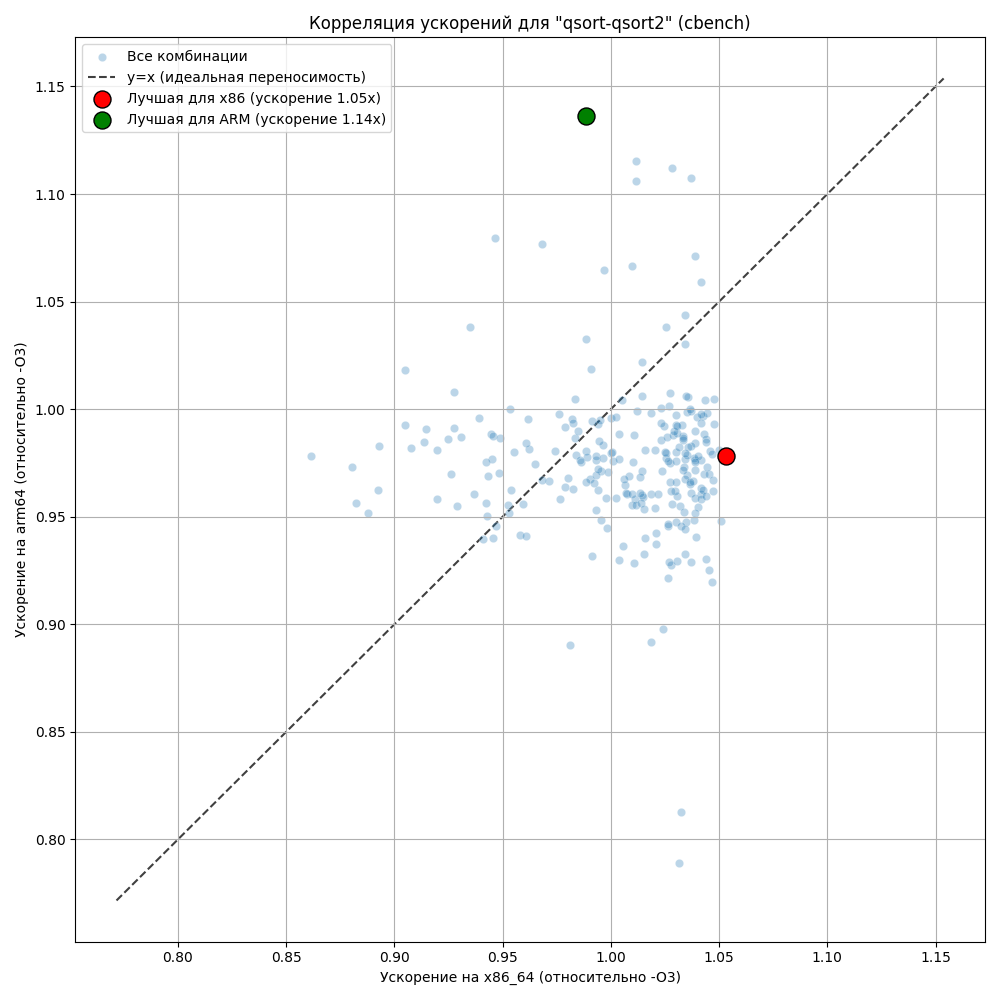 Корреляция ускорений для "qsort-qsort2" (cbench)
Все комбинации
y=x (идеальная переносимость)
Лучшая для x86 (ускорение 1.05x)
Лучшая для ARM (ускорение 1.14x)
Ускорение на arm64 (относительно -O3)
1.15
1.10
1.05
1.00
0.95
0.90
0.85
0.80
0.80 0.85 0.90 0.95 1.00 1.05 1.10 1.15
Ускорение на x86_64 (относительно -O3)